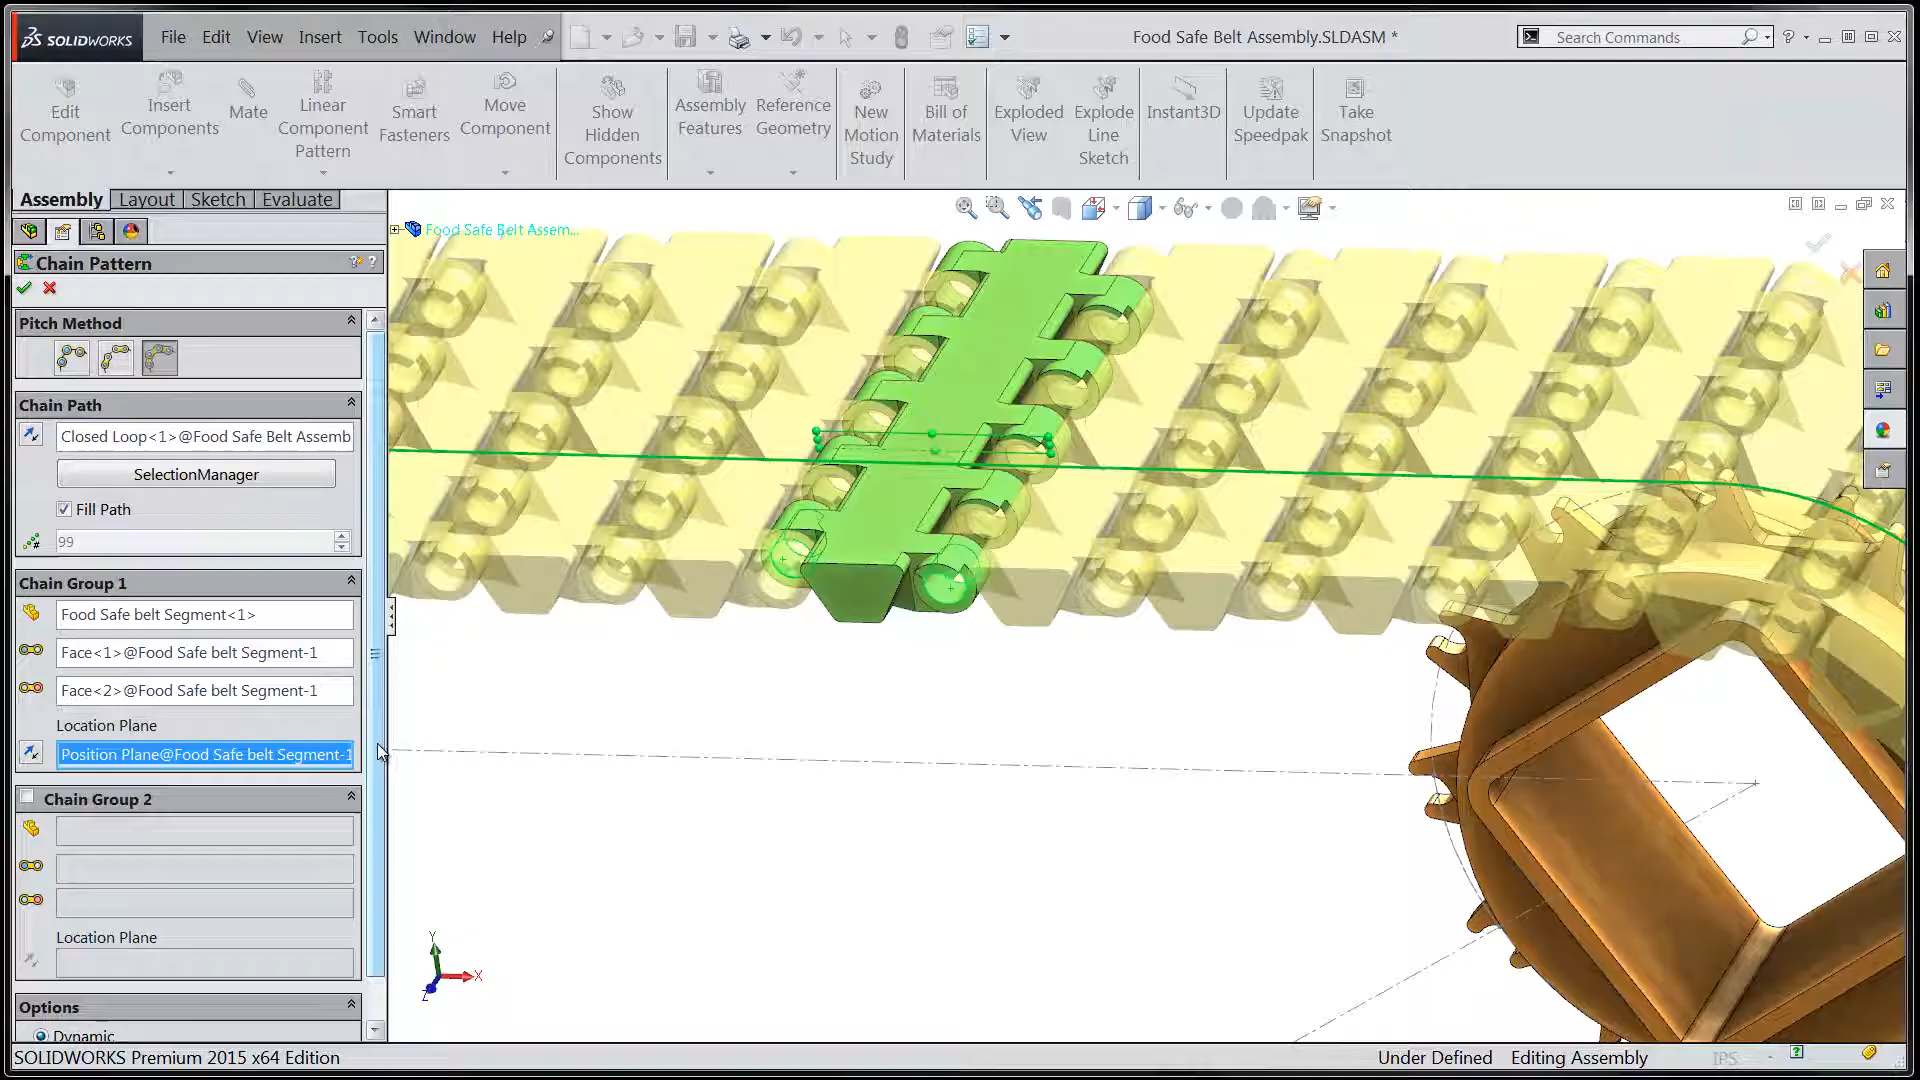 SOLIDWORKS File Edit View Insert Tools Window Help Food Safe Belt Assembly.SLDASM * Search Commands ?
Edit Component
Insert Components
Mate
Linear Component Pattern
Smart Fasteners
Move Component
Show Hidden Components
Assembly Features
Reference Geometry
New Motion Study
Bill of Materials
Exploded View
Explode Line Sketch
Instant3D
Update Speedpak
Take Snapshot
Assembly Layout Sketch Evaluate
Food Safe Belt Assem...
Chain Pattern ? ?
Pitch Method
Chain Path
Closed Loop<1>@Food Safe Belt Assemb
SelectionManager
Fill Path
99
Chain Group 1
Food Safe belt Segment<1>
Face<1>@Food Safe belt Segment-1
Face<2>@Food Safe belt Segment-1
Location Plane
Position Plane@Food Safe belt Segment-1
Chain Group 2
Location Plane
Options
Dynamic
Y
X
Z
SOLIDWORKS Premium 2015 x64 Edition Under Defined Editing Assembly IPS - ?